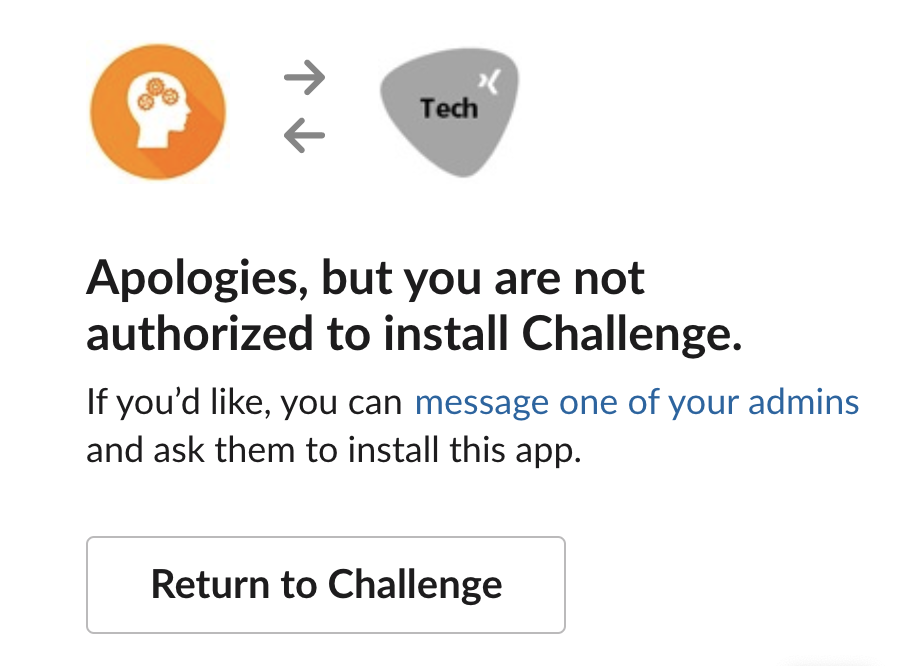 Tech
Apologies, but you are not
authorized to install Challenge.
If you’d like, you can message one of your admins
and ask them to install this app.
Return to Challenge